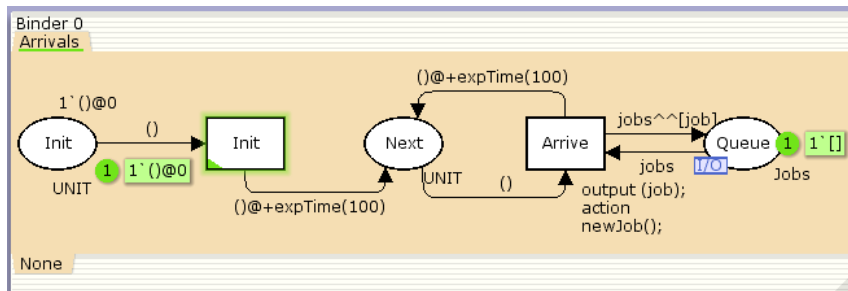 Binder 0
Arrivals
1`()@0
()@+expTime(100)
Init
()
Init
Next
Arrive
jobs^^[job]
Queue
1
1`[]
1
1`()@0
UNIT
UNIT
()
jobs
I/O
Jobs
()@+expTime(100)
output (job);
action
newJob();
None